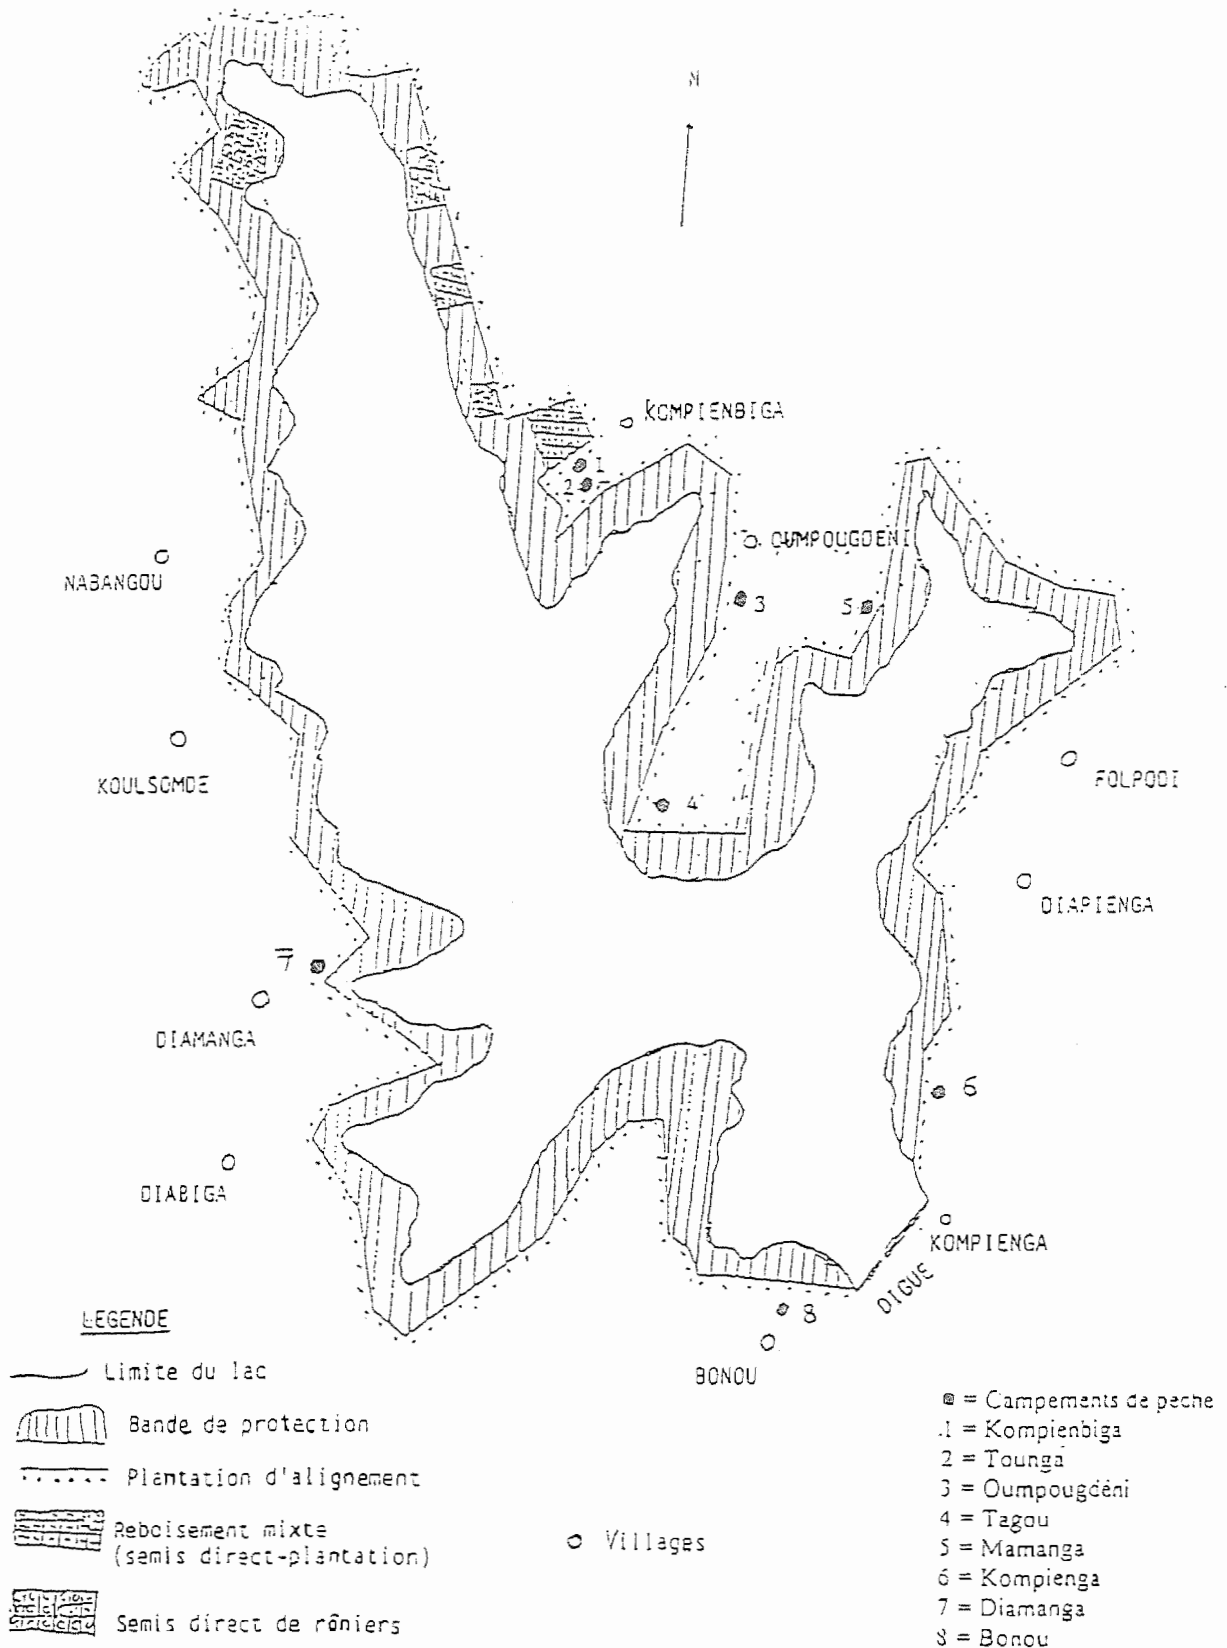 N
KOMPIENBIGA
1
2
OUMPOUGDENI
3
5
NABANGOU
KOULSOMDE
4
FOLPODI
DIAPIENGA
7
DIAMANGA
6
DIABIGA
KOMPIENGA
DIGUE
8
BONOU
LEGENDE
Limite du lac
Bande de protection
Plantation d'alignement
Reboisement mixte
(semis direct-plantation)
Semis direct de râniers
Villages
= Campements de peche
1 = Kompienbiga
2 = Tounga
3 = Oumpougdéni
4 = Tagou
5 = Mamanga
6 = Kompienga
7 = Diamanga
8 = Bonou